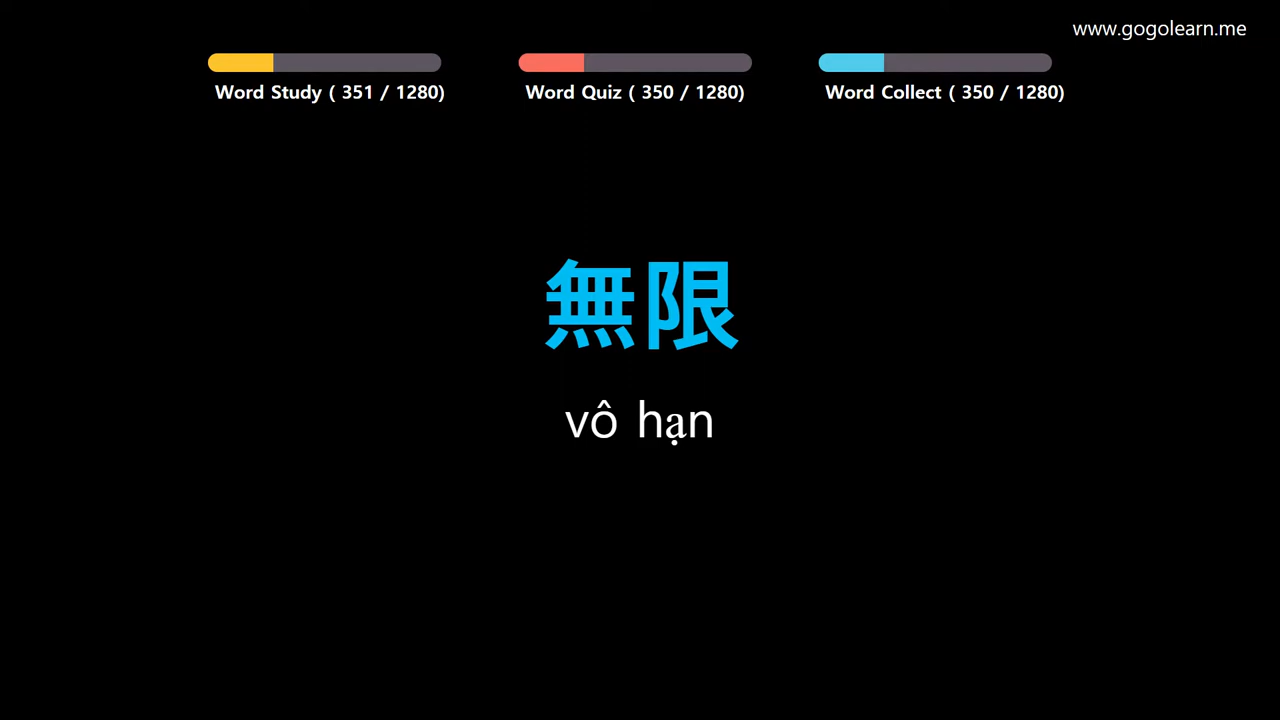 www.gogolearn.me
Word Study ( 351 / 1280)
Word Quiz ( 350 / 1280)
Word Collect ( 350 / 1280)
無限
vô hạn